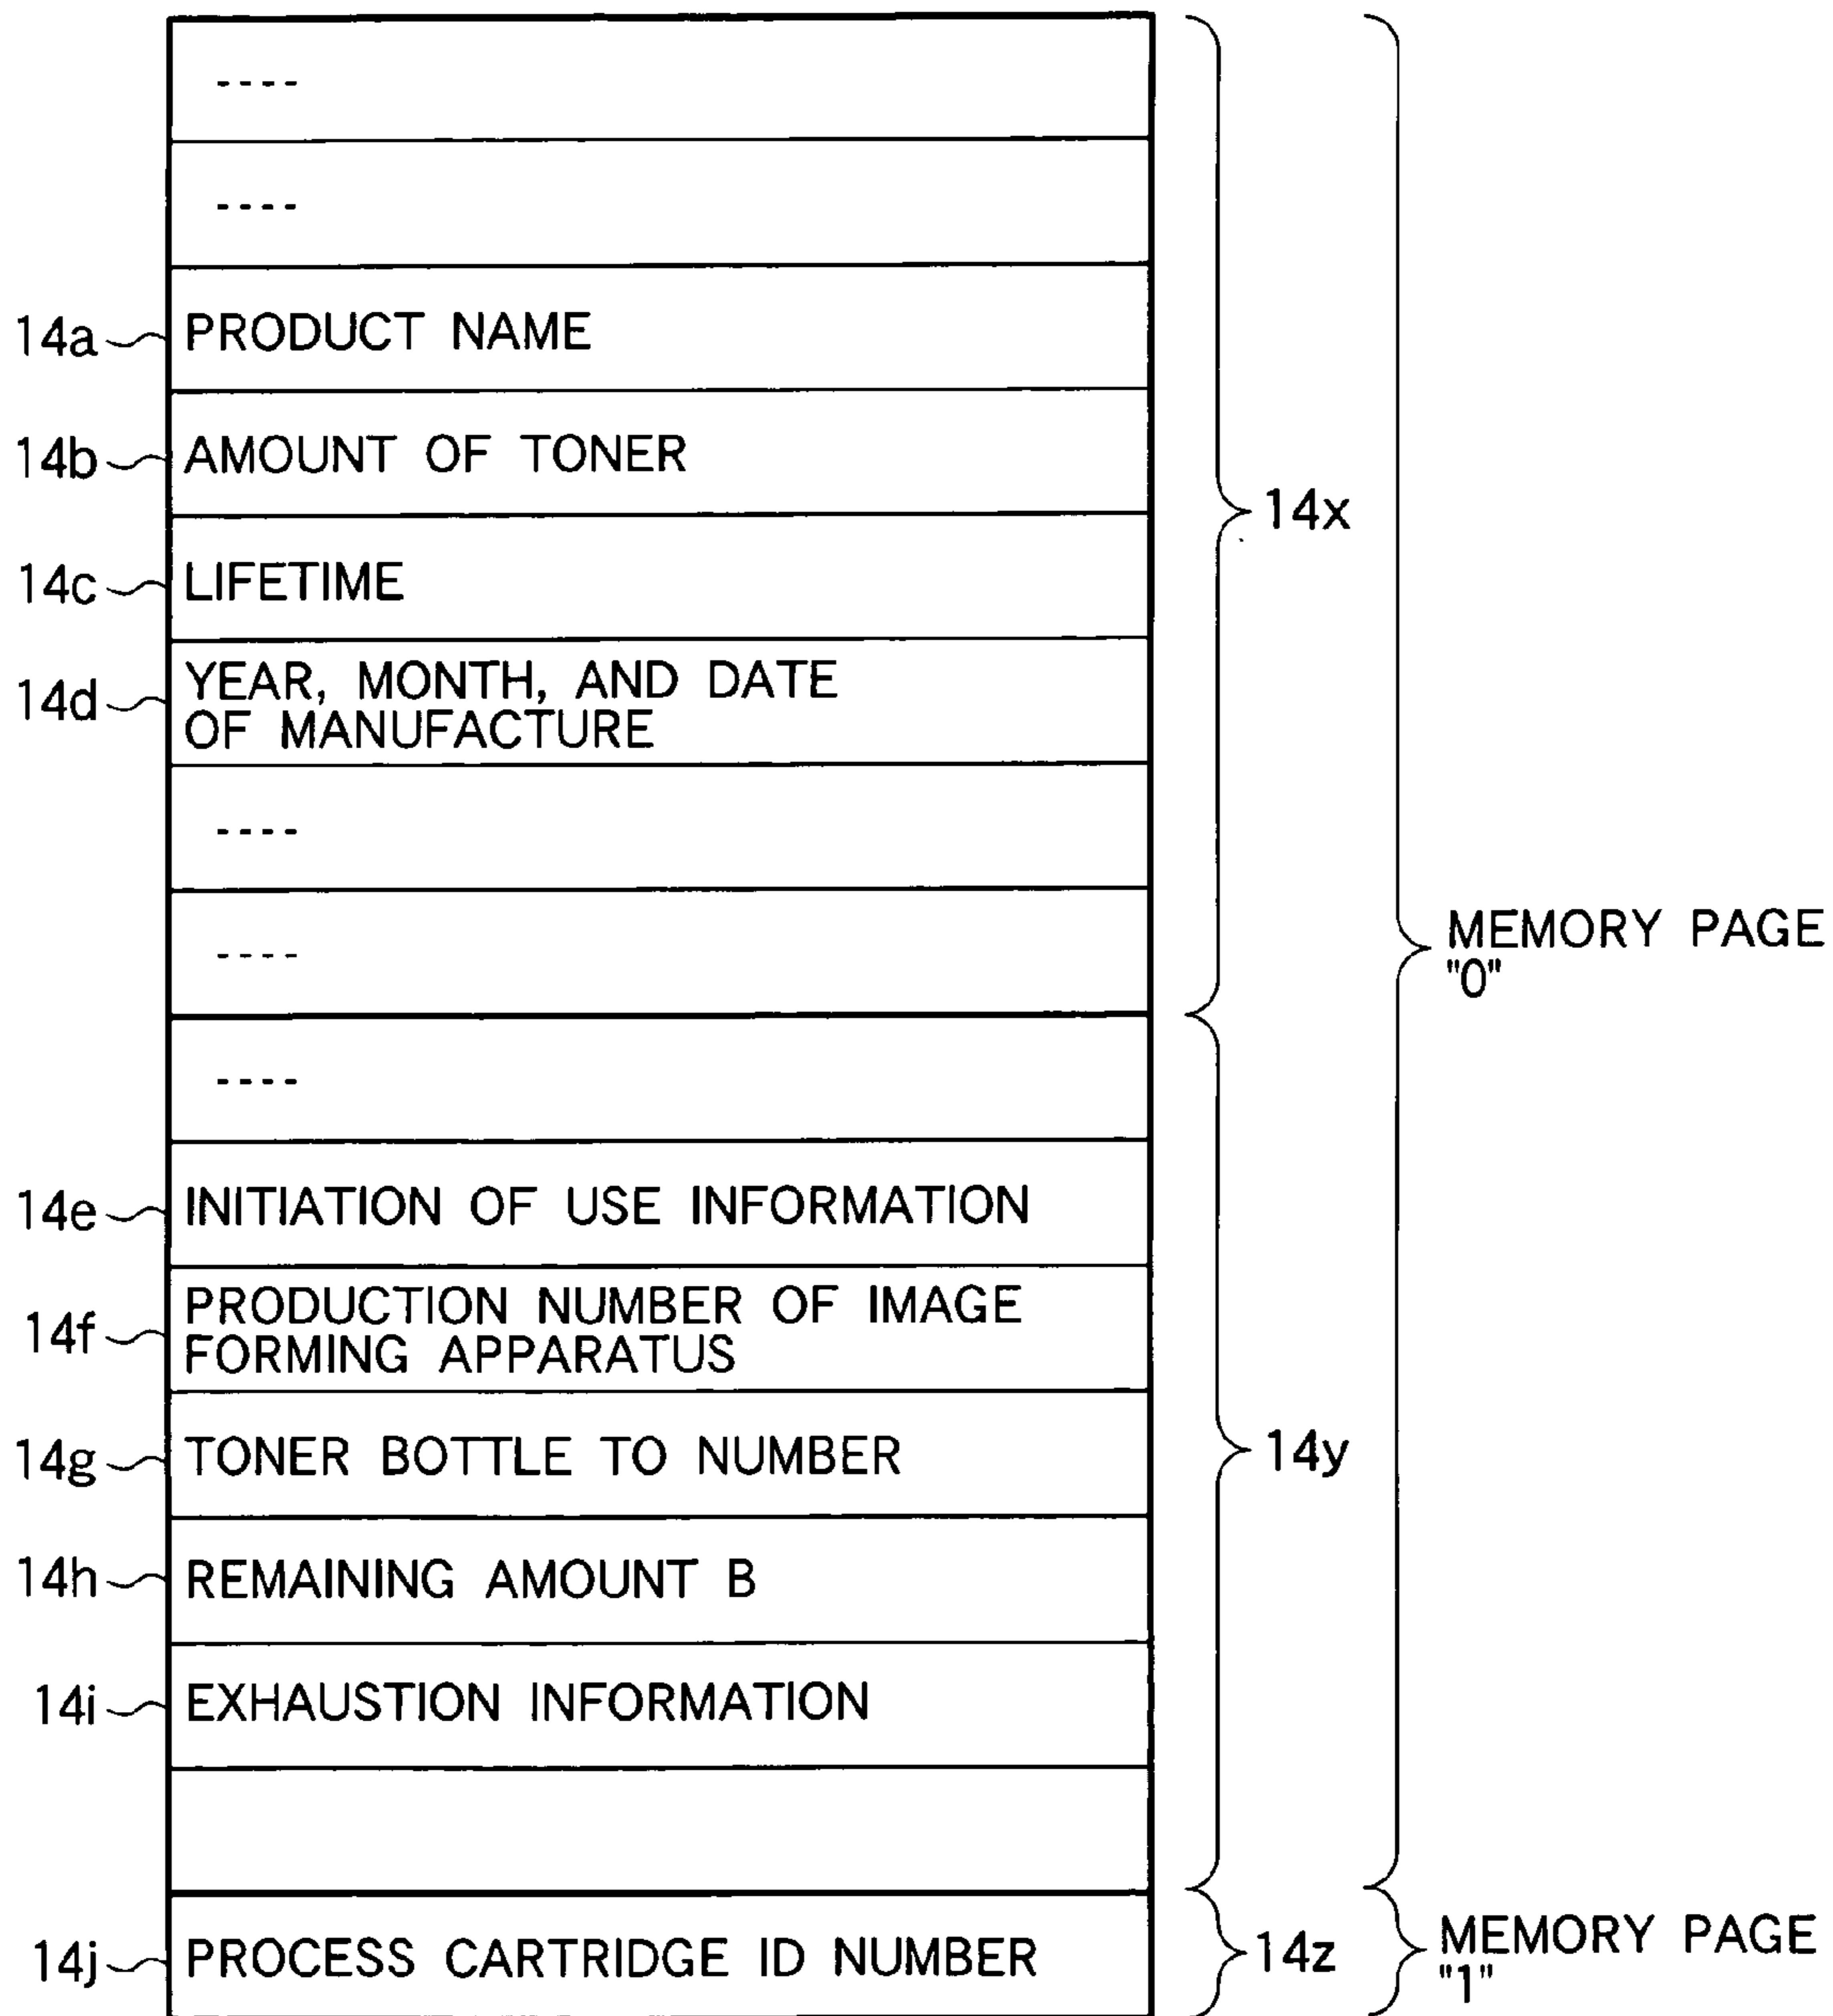 ----
----
14a PRODUCT NAME
14b AMOUNT OF TONER
14x
14c LIFETIME
14d YEAR, MONTH, AND DATE
OF MANUFACTURE
----
----
MEMORY PAGE
"0"
----
14e INITIATION OF USE INFORMATION
14f PRODUCTION NUMBER OF IMAGE
FORMING APPARATUS
14g TONER BOTTLE TO NUMBER
14y
14h REMAINING AMOUNT B
14i EXHAUSTION INFORMATION
14j PROCESS CARTRIDGE ID NUMBER
14z
MEMORY PAGE
"1"